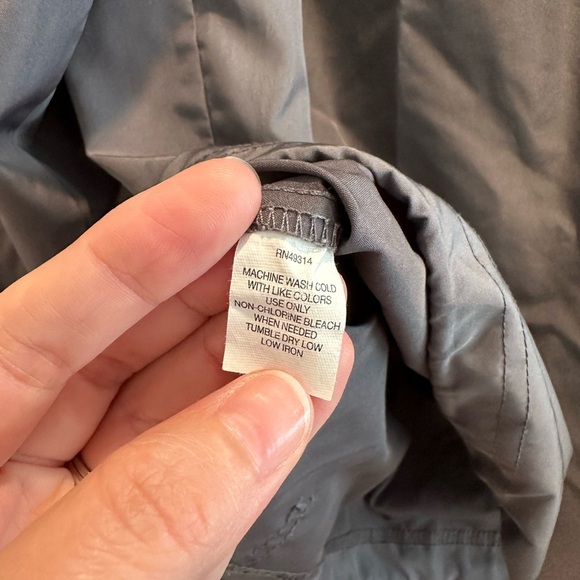 RN49314
MACHINE WASH COLD
WITH LIKE COLORS
USE ONLY
NON-CHLORINE BLEACH
WHEN NEEDED
TUMBLE DRY LOW
LOW IRON